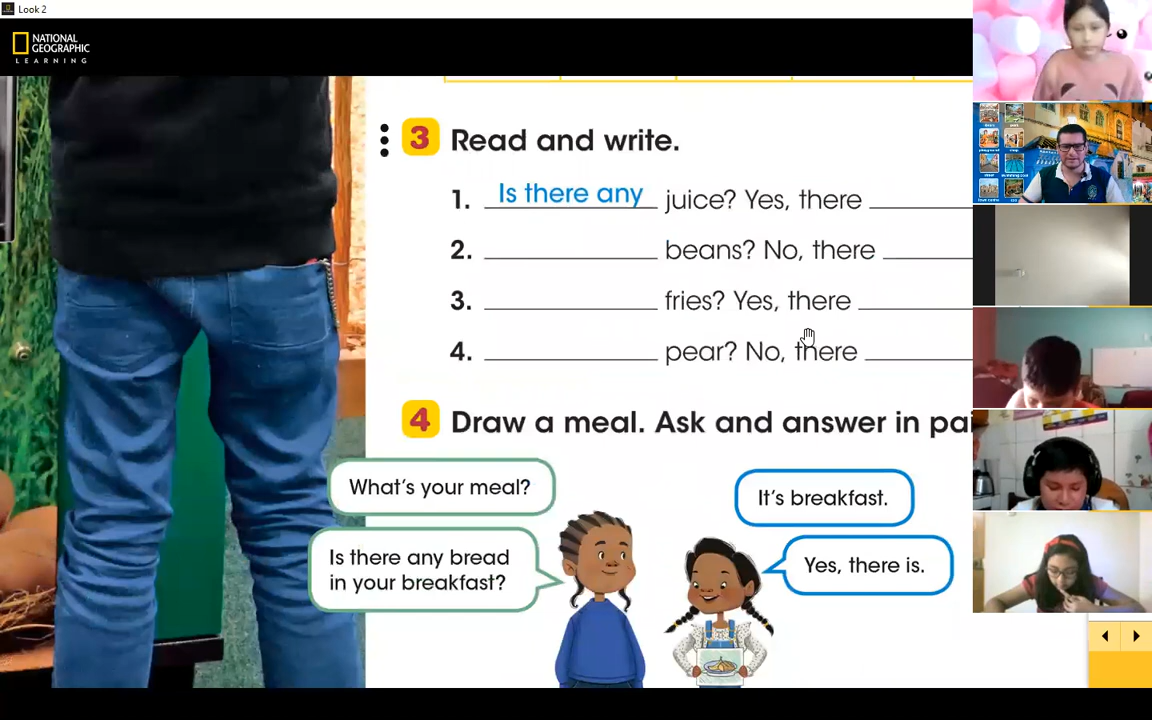 Look 2
NATIONAL
GEOGRAPHIC
LEARNING
3 Read and write.
1. Is there any juice? Yes, there
2. beans? No, there
3. fries? Yes, there
4. pear? No, there
4 Draw a meal. Ask and answer in pai
What's your meal?
It's breakfast.
Is there any bread
in your breakfast?
Yes, there is.